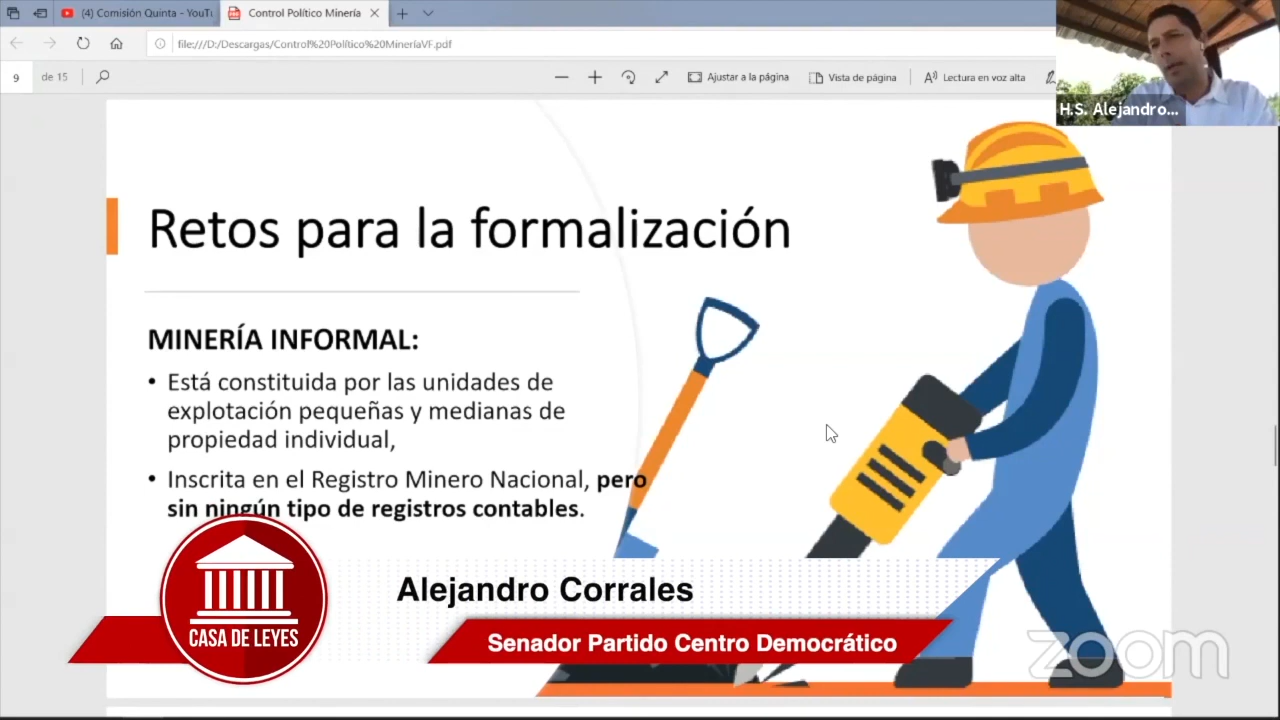 (4) Comisión Quinta - YouTu
Control Político Minería
file:///D:/Descargas/Control%20Político%20MineríaVF.pdf
9 de 15
Ajustar a la página
Vista de página
Lectura en voz alta
H.S. Alejandro...
Retos para la formalización
MINERÍA INFORMAL:
• Está constituida por las unidades de
explotación pequeñas y medianas de
propiedad individual,
• Inscrita en el Registro Minero Nacional, pero
sin ningún tipo de registros contables.
CASA DE LEYES
Alejandro Corrales
Senador Partido Centro Democrático
zoom